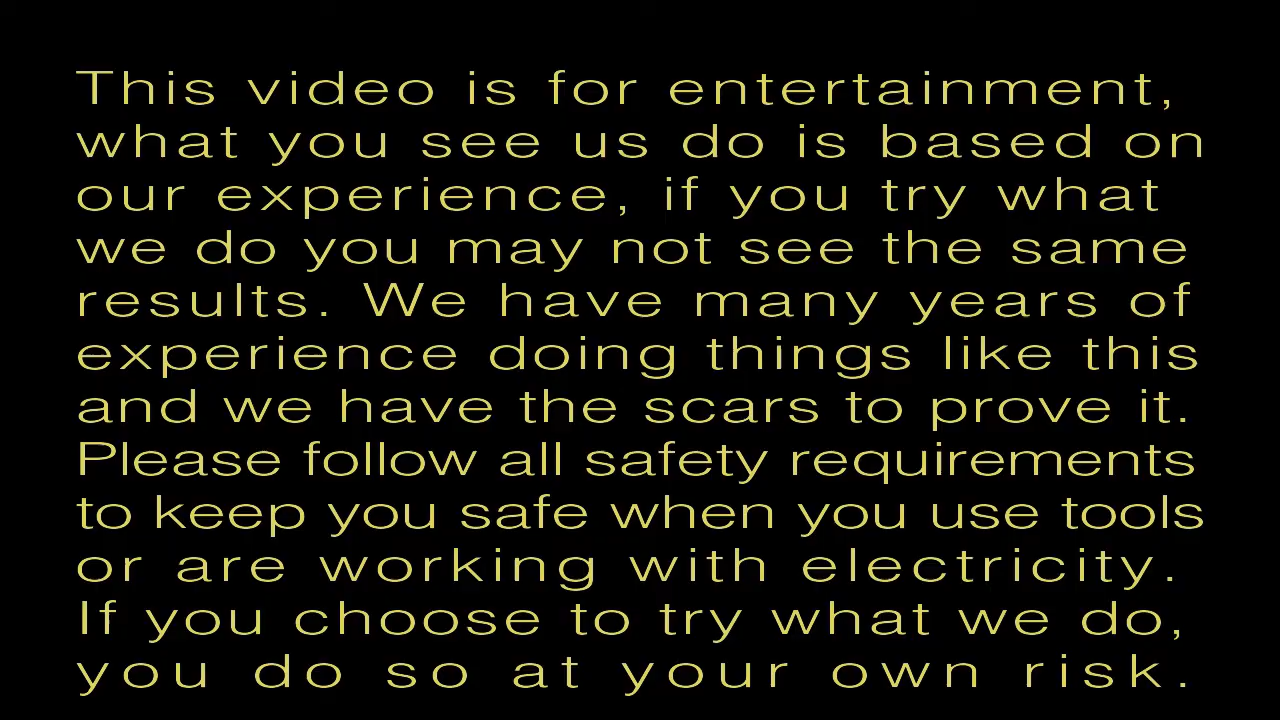 This video is for entertainment,
what you see us do is based on
our experience, if you try what
we do you may not see the same
results. We have many years of
experience doing things like this
and we have the scars to prove it.
Please follow all safety requirements
to keep you safe when you use tools
or are working with electricity.
If you choose to try what we do,
you do so at your own risk.